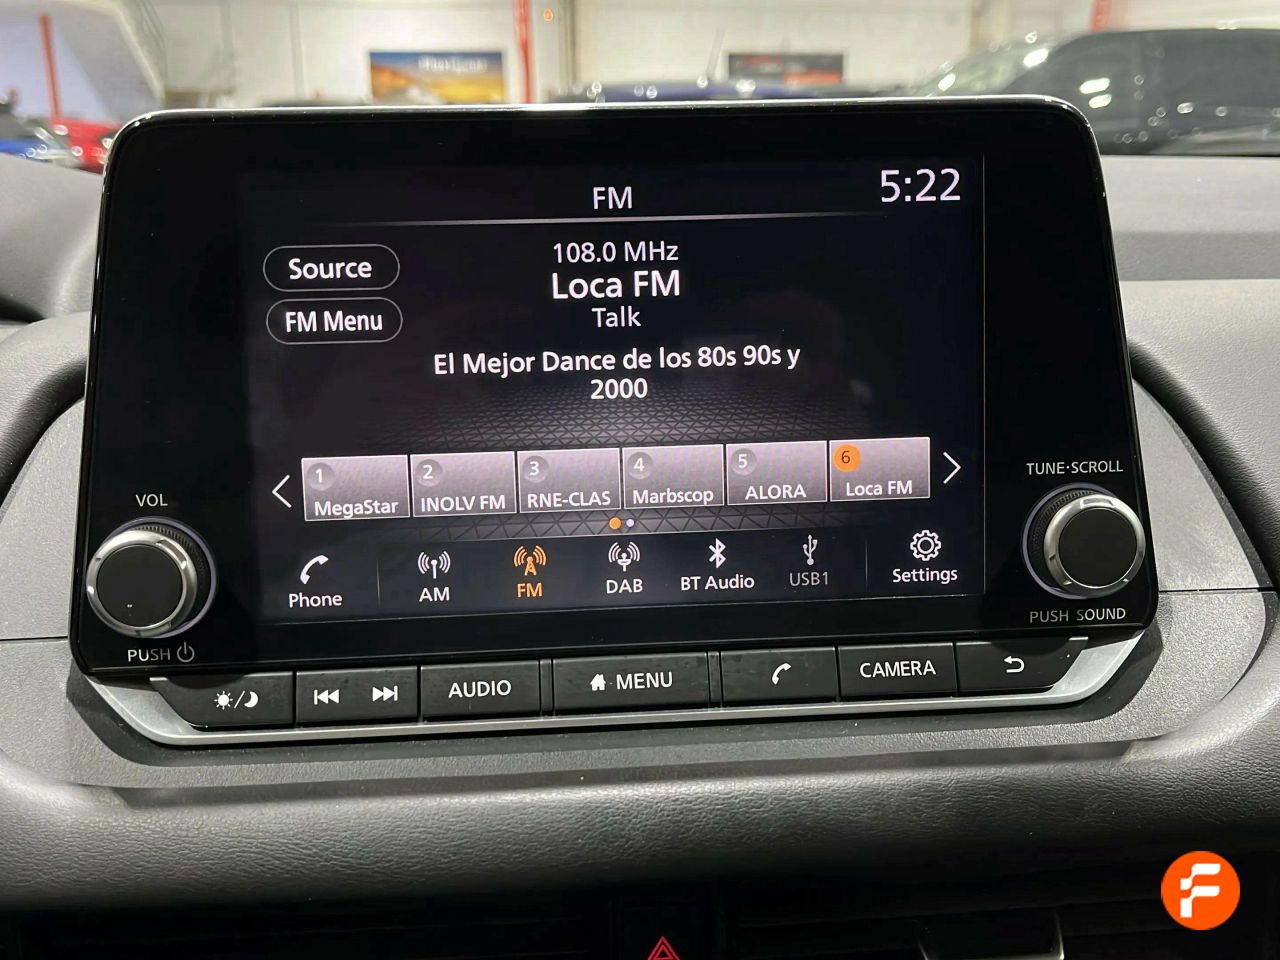 FM
5:22
Source
FM Menu
108.0 MHz
Loca FM
Talk
El Mejor Dance de los 80s 90s y
2000
1 MegaStar
2 INOLV FM
3 RNE-CLAS
4 Marbscop
5 ALORA
6 Loca FM
Phone
AM
FM
DAB
BT Audio
USB1
Settings
VOL
PUSH
TUNE·SCROLL
PUSH SOUND
AUDIO
MENU
CAMERA